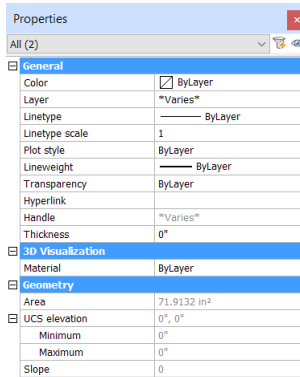 Properties
All (2)
General
Color ByLayer
Layer *Varies*
Linetype ByLayer
Linetype scale 1
Plot style ByLayer
Lineweight ByLayer
Transparency ByLayer
Hyperlink
Handle *Varies*
Thickness 0"
3D Visualization
Material ByLayer
Geometry
Area 71.9132 in²
UCS elevation 0", 0"
Minimum 0"
Maximum 0"
Slope 0